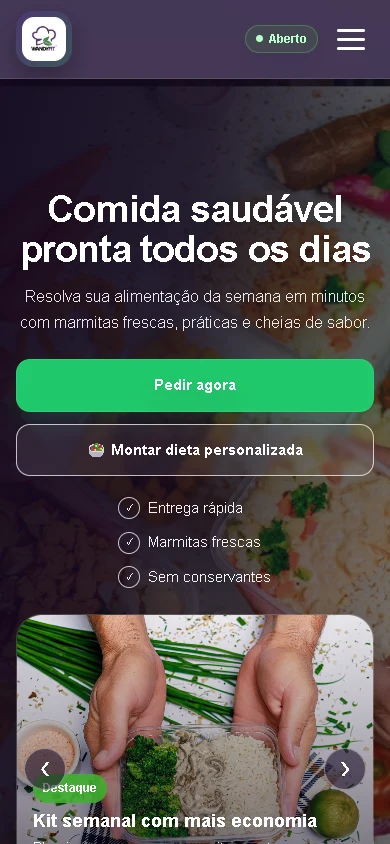 WANDYFIT
Aberto
Comida saudável
pronta todos os dias
Resolva sua alimentação da semana em minutos
com marmitas frescas, práticas e cheias de sabor.
Pedir agora
Montar dieta personalizada
Entrega rápida
Marmitas frescas
Sem conservantes
Destaque
Kit semanal com mais economia